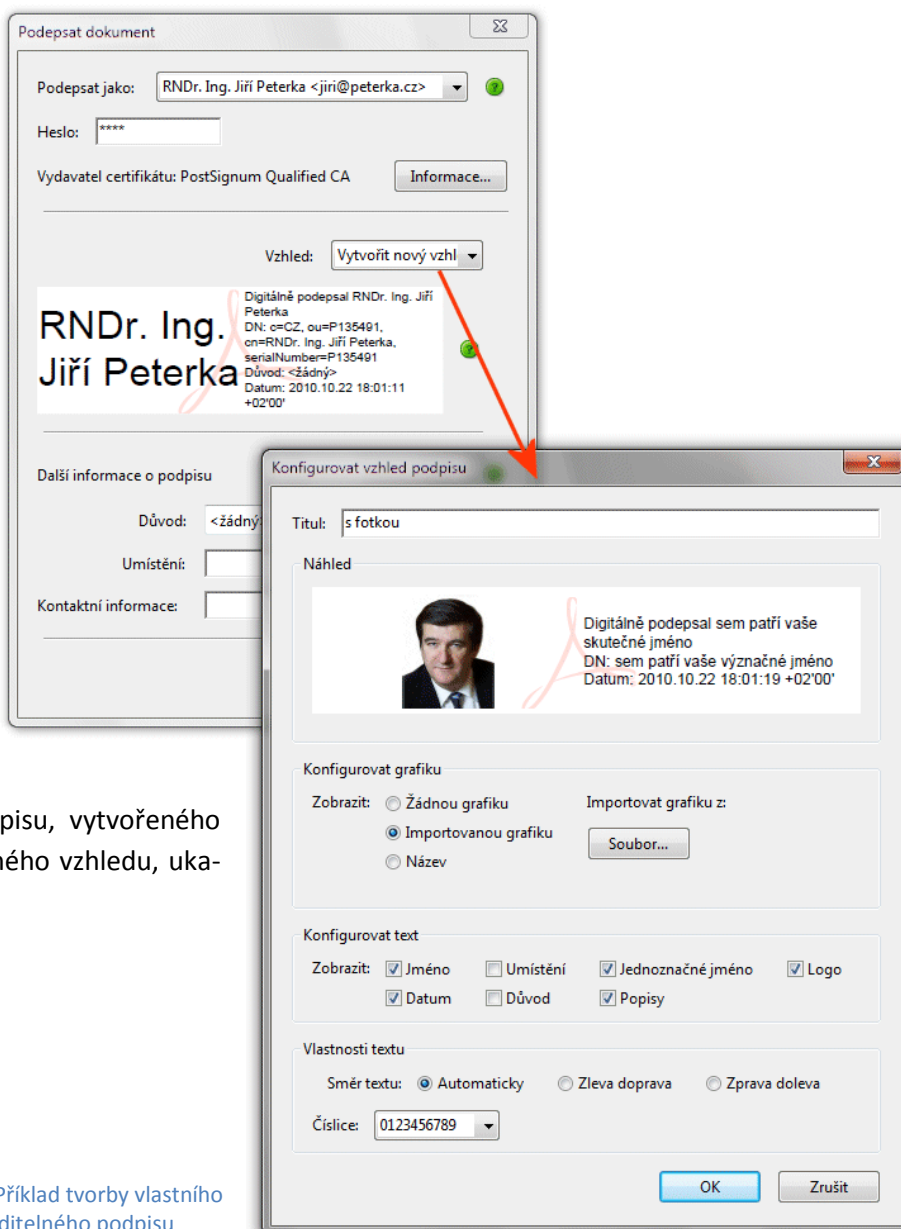 Podepsat dokument
Podepsat jako: RNDr. Ing. Jiří Peterka <jiri@peterka.cz>
Heslo: ****
Vydavatel certifikátu: PostSignum Qualified CA Informace...
Vzhled: Vytvořit nový vzhl
RNDr. Ing.
Jiří Peterka
Digitálně podepsal RNDr. Ing. Jiří
Peterka
DN: c=CZ, ou=P135491,
cn=RNDr. Ing. Jiří Peterka,
serialNumber=P135491
Důvod: <žádný>
Datum: 2010.10.22 18:01:11
+02'00'
Další informace o podpisu
Důvod: <žádný>
Umístění:
Kontaktní informace:
Konfigurovat vzhled podpisu
Titul: s fotkou
Náhled
Digitálně podepsal sem patří vaše
skutečné jméno
DN: sem patří vaše význačné jméno
Datum: 2010.10.22 18:01:19 +02'00'
Konfigurovat grafiku
Zobrazit: Žádnou grafiku Importovat grafiku z:
Importovanou grafiku Soubor...
Název
Konfigurovat text
Zobrazit: Jméno Umístění Jednoznačné jméno Logo
Datum Důvod Popisy
Vlastnosti textu
Směr textu: Automaticky Zleva doprava Zprava doleva
Číslice: 0123456789
OK Zrušit
pisu, vytvořeného
ného vzhledu, uka-
Příklad tvorby vlastního
ditelného podpisu